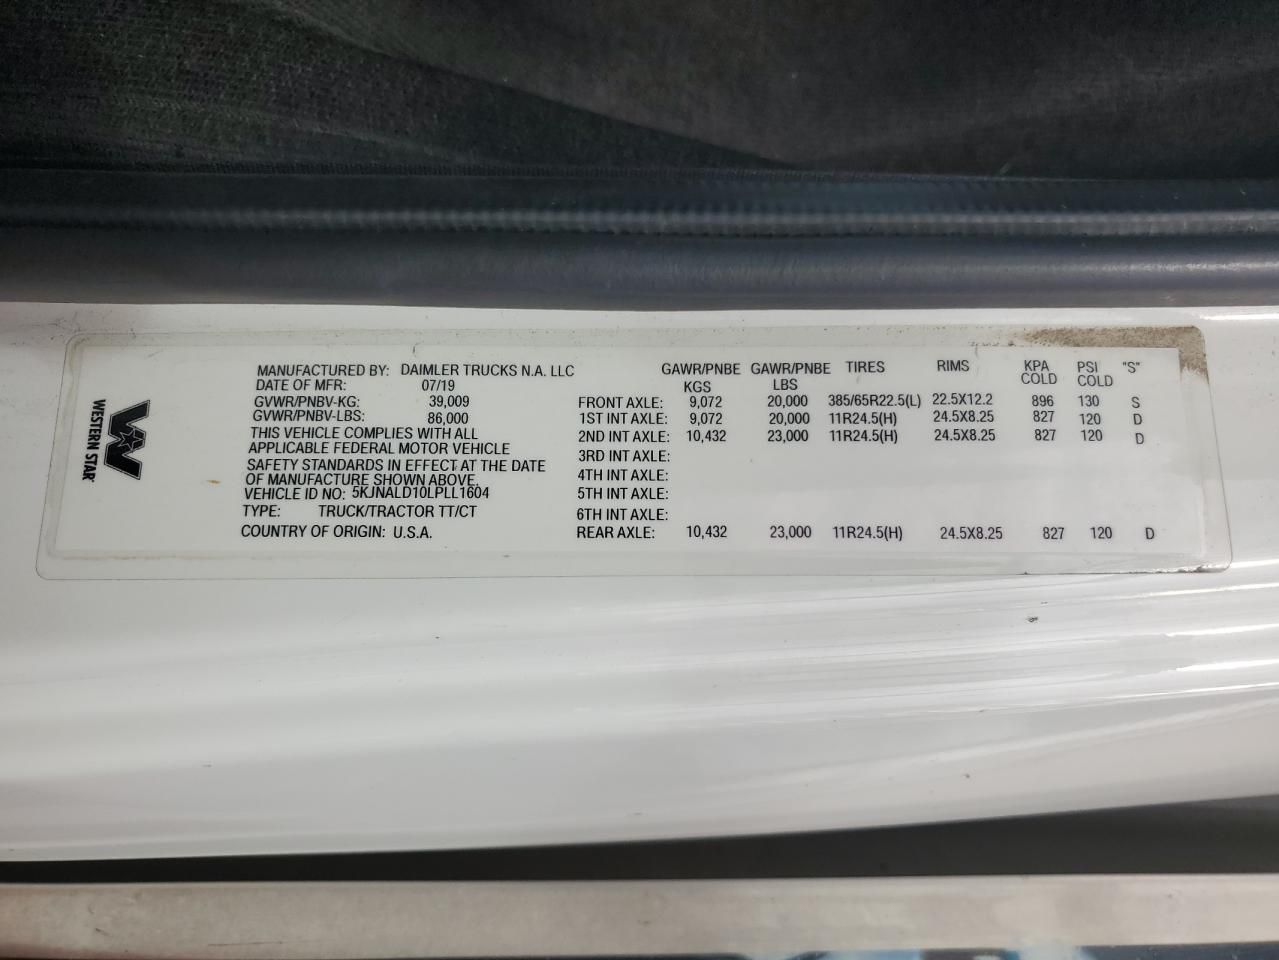 WESTERN STAR
MANUFACTURED BY: DAIMLER TRUCKS N.A. LLC
DATE OF MFR: 07/19
GVWR/PNBV-KG: 39,009
GVWR/PNBV-LBS: 86,000
THIS VEHICLE COMPLIES WITH ALL
APPLICABLE FEDERAL MOTOR VEHICLE
SAFETY STANDARDS IN EFFECT AT THE DATE
OF MANUFACTURE SHOWN ABOVE.
VEHICLE ID NO: 5KJNALD10LPLL1604
TYPE: TRUCK/TRACTOR TT/CT
COUNTRY OF ORIGIN: U.S.A.
GAWR/PNBE KGS GAWR/PNBE LBS TIRES RIMS KPA COLD PSI COLD "S"
FRONT AXLE: 9,072 20,000 385/65R22.5(L) 22.5X12.2 896 130 S
1ST INT AXLE: 9,072 20,000 11R24.5(H) 24.5X8.25 827 120 D
2ND INT AXLE: 10,432 23,000 11R24.5(H) 24.5X8.25 827 120 D
3RD INT AXLE:
4TH INT AXLE:
5TH INT AXLE:
6TH INT AXLE:
REAR AXLE: 10,432 23,000 11R24.5(H) 24.5X8.25 827 120 D